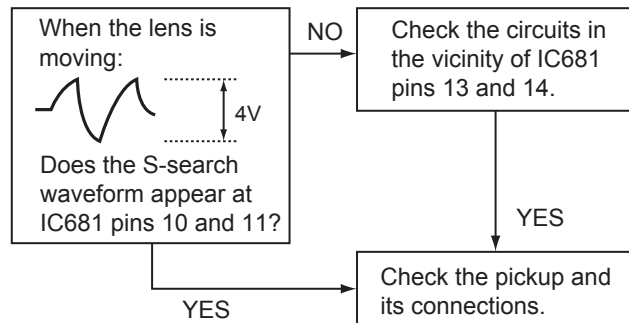 When the lens is
moving:
4V
Does the S-search
waveform appear at
IC681 pins 10 and 11?
NO
Check the circuits in
the vicinity of IC681
pins 13 and 14.
YES
YES
Check the pickup and
its connections.